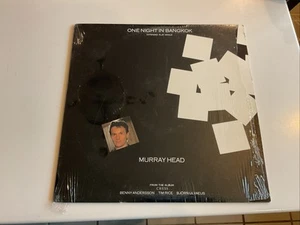 ONE NIGHT IN BANGKOK
MURRAY HEAD
FROM THE ALBUM
CHESS
BENNY ANDERSSON TIM RICE BJÖRN ULVAEUS